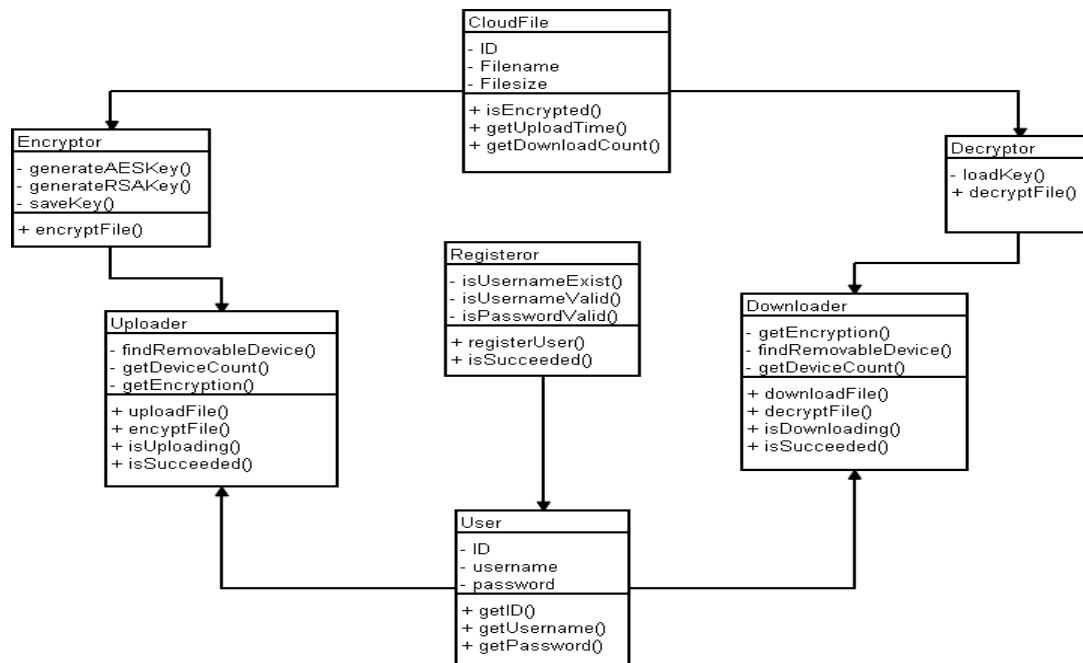 CloudFile
- ID
- Filename
- Filesize
+ isEncrypted()
+ getUploadTime()
+ getDownloadCount()
Encryptor
- generateAESKey()
- generateRSAKey()
- saveKey()
+ encryptFile()
Decryptor
- loadKey()
+ decryptFile()
Registeror
- isUsernameExist()
- isUsernameValid()
- isPasswordValid()
+ registerUser()
+ isSucceeded()
Uploader
- findRemovableDevice()
- getDeviceCount()
- getEncryption()
+ uploadFile()
+ encyptFile()
+ isUploading()
+ isSucceeded()
Downloader
- getEncryption()
- findRemovableDevice()
- getDeviceCount()
+ downloadFile()
+ decryptFile()
+ isDownloading()
+ isSucceeded()
User
- ID
- username
- password
+ getID()
+ getUsername()
+ getPassword()